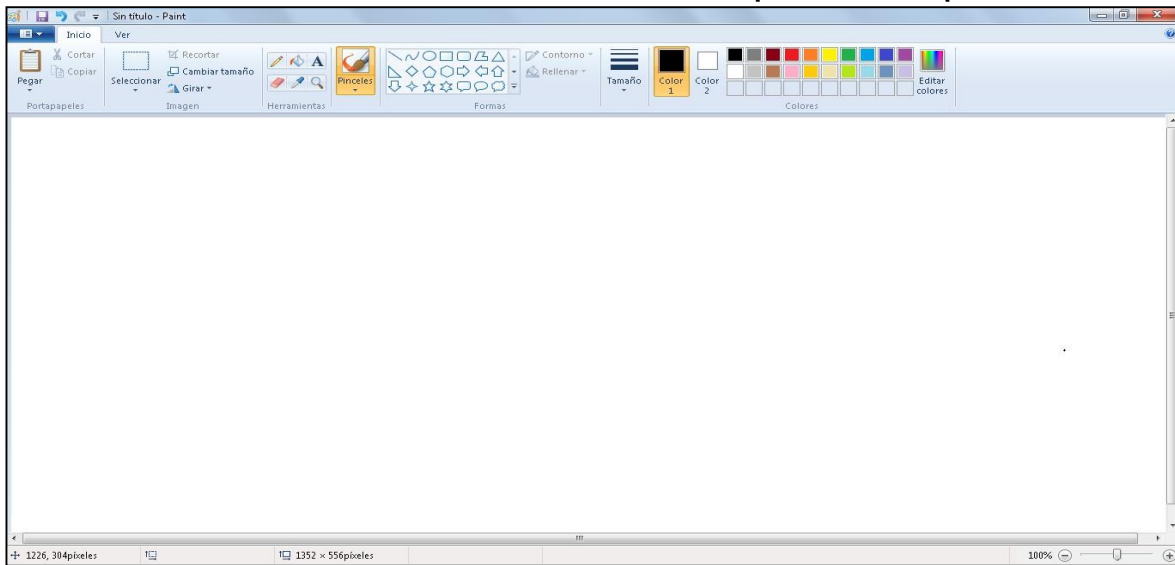 Sin título - Paint
Inicio Ver
Pegar
Cortar
Copiar
Portapapeles
Seleccionar
Recortar
Cambiar tamaño
Girar
Imagen
A
Herramientas
Pinceles
Contorno
Rellenar
Formas
Tamaño
Color
1
Color
2
Editar
colores
Colores
1226, 304píxeles
1352 × 556píxeles
100%